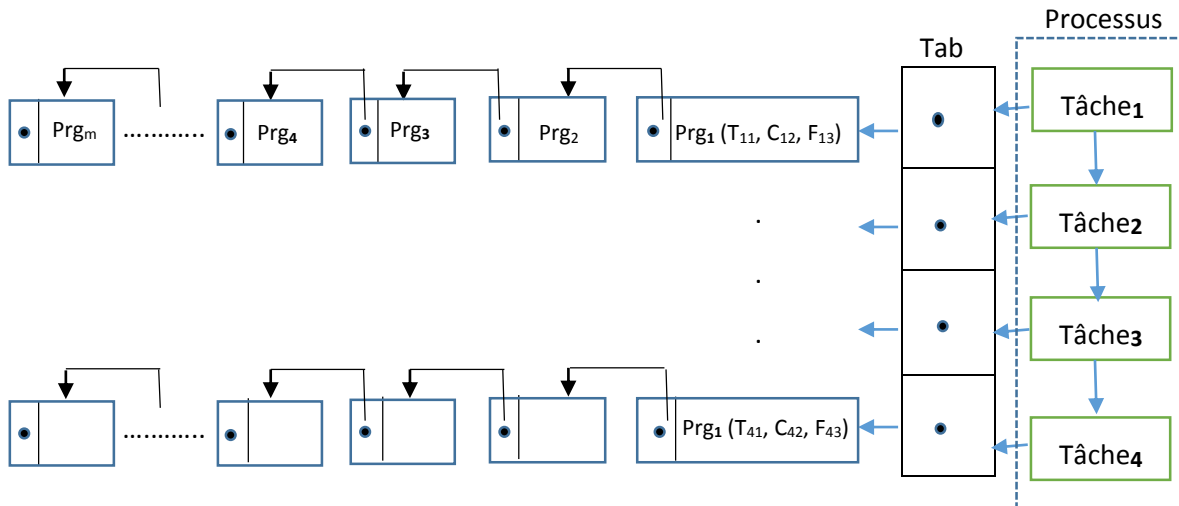 Processus
Tab
Prgₘ ............ Prg₄ Prg₃ Prg₂ Prg₁ (T₁₁, C₁₂, F₁₃) Tâche₁
. Tâche₂
.
. Tâche₃
............ Prg₁ (T₄₁, C₄₂, F₄₃) Tâche₄